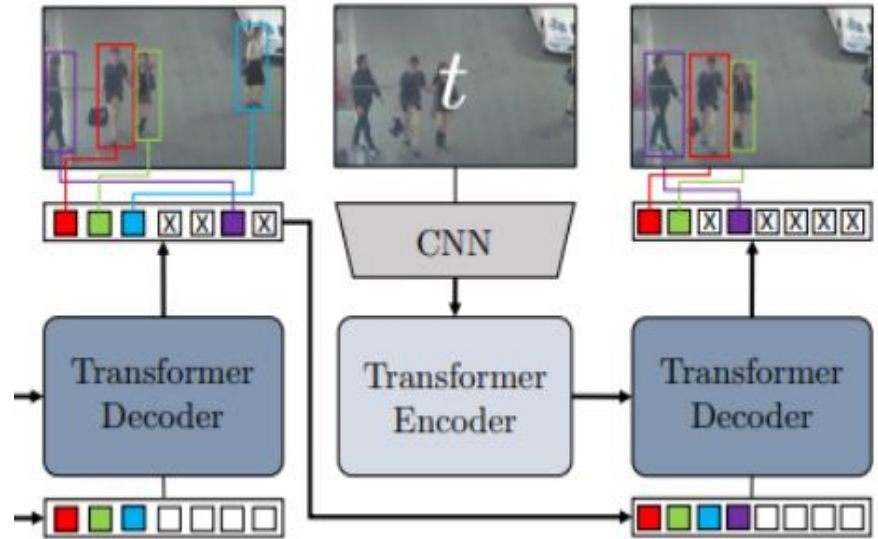 t
X X X
X X X X X
CNN
Transformer
Decoder
Transformer
Encoder
Transformer
Decoder